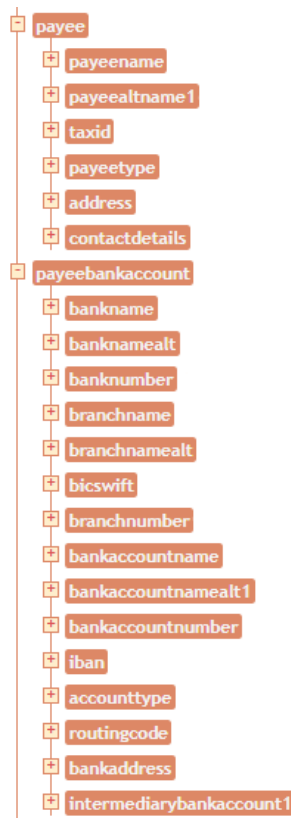 payee
payeename
payeealtname1
taxid
payeetype
address
contactdetails
payeebankaccount
bankname
banknamealt
banknumber
branchname
branchnamealt
bicswift
branchnumber
bankaccountname
bankaccountnamealt1
bankaccountnumber
iban
accounttype
routingcode
bankaddress
intermediarybankaccount1